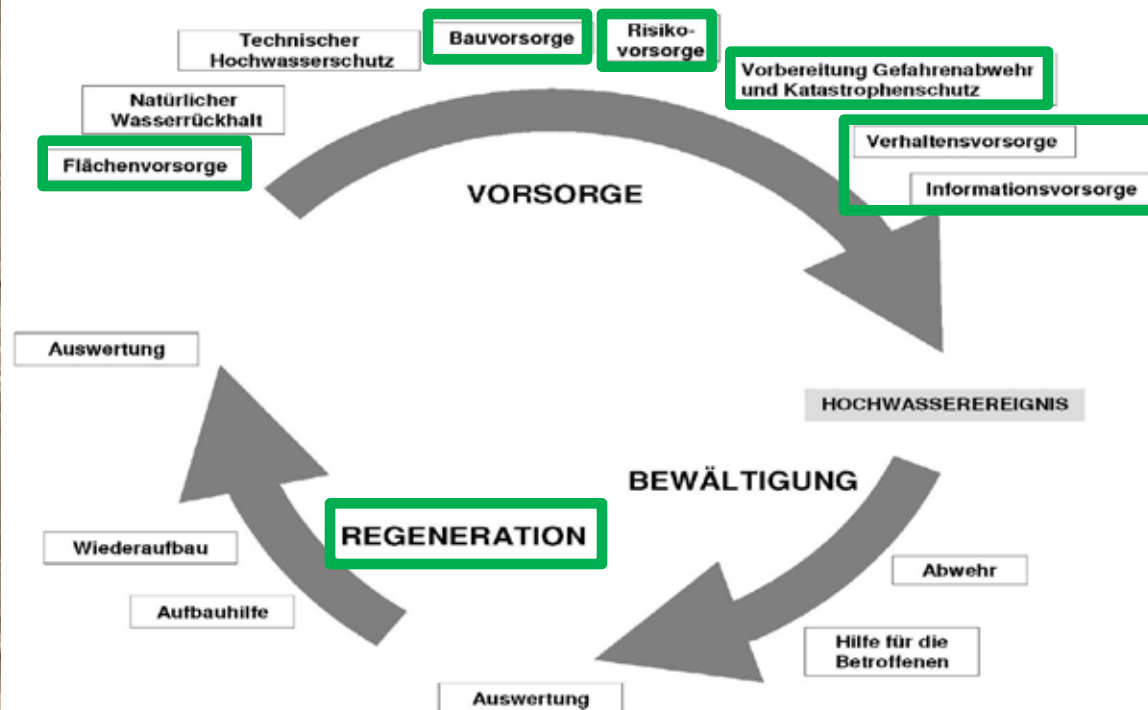 Technischer
Hochwasserschutz
Bauvorsorge
Risiko-
vorsorge
Vorbereitung Gefahrenabwehr
und Katastrophenschutz
Natürlicher
Wasserrückhalt
Flächenvorsorge
Verhaltensvorsorge
Informationsvorsorge
VORSORGE
HOCHWASSEREREIGNIS
BEWÄLTIGUNG
Abwehr
Hilfe für die
Betroffenen
Auswertung
REGENERATION
Aufbauhilfe
Wiederaufbau
Auswertung